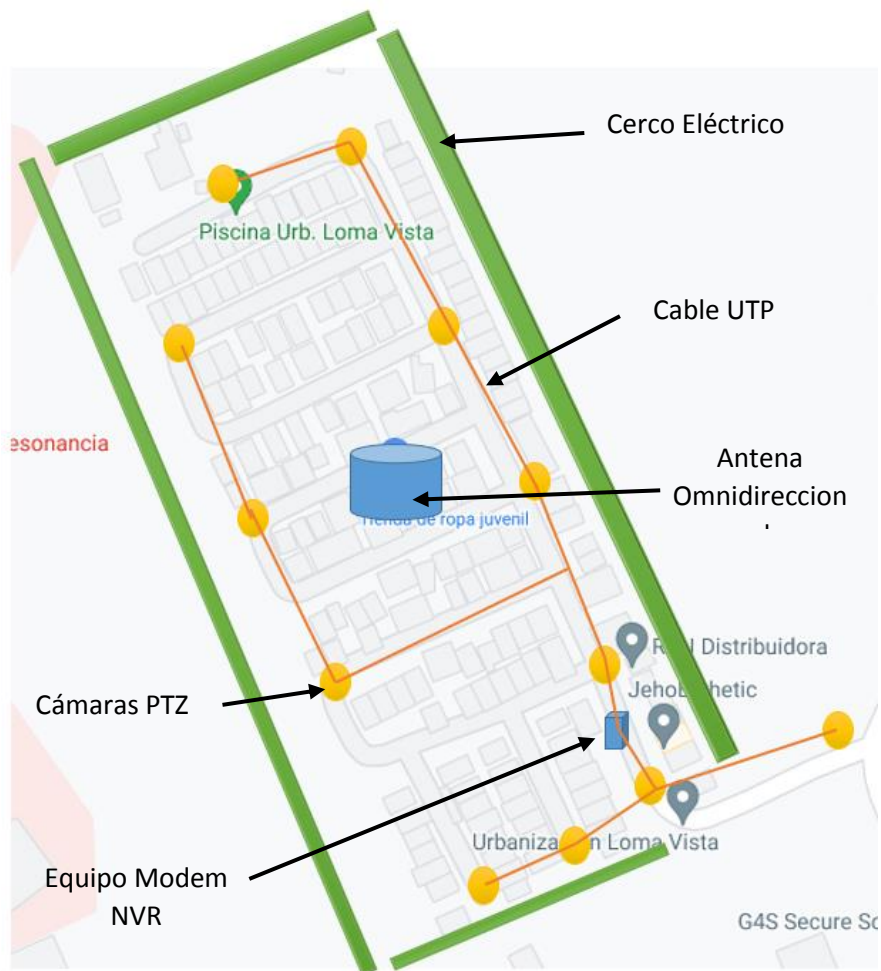 Cerco Eléctrico
Piscina Urb. Loma Vista
Cable UTP
esonancia
Antena
Omnidireccion
Tienda de ropa juvenil
Distribuidora
Cámaras PTZ
Urbaniza n Loma Vista
Equipo Modem
NVR
G4S Secure So